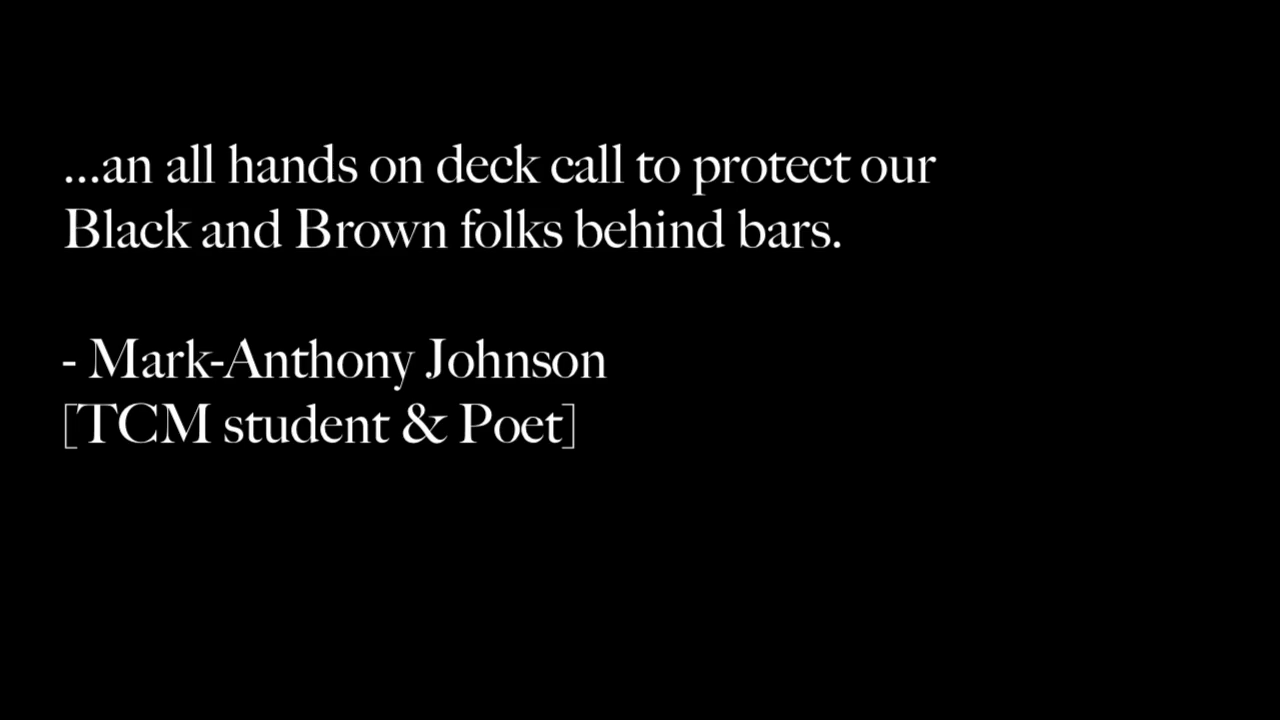 ...an all hands on deck call to protect our
Black and Brown folks behind bars.
- Mark-Anthony Johnson
[TCM student & Poet]